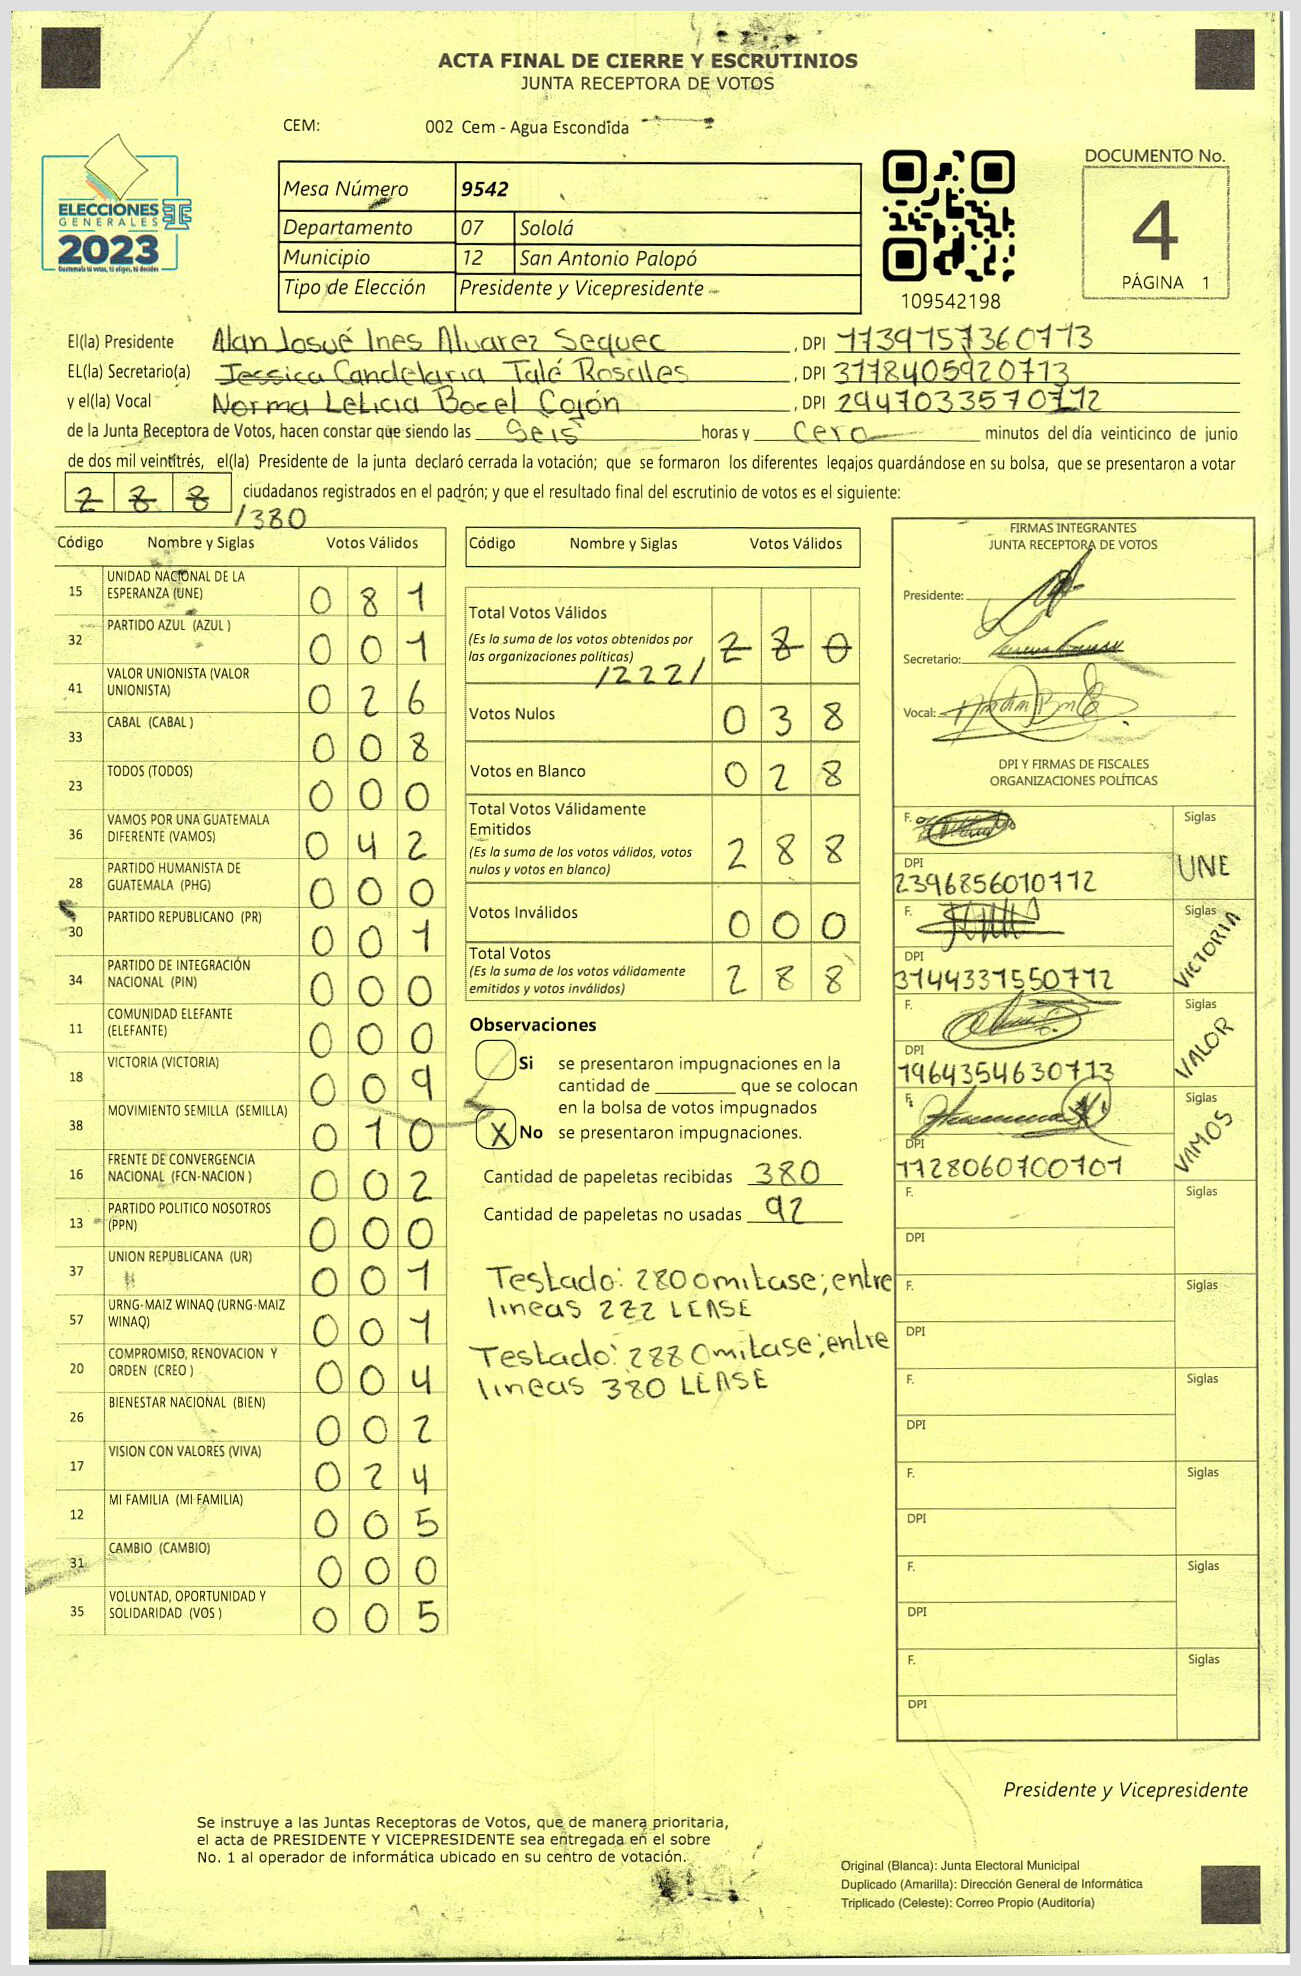 ACTA FINAL DE CIERRE Y ESCRUTINIOS
JUNTA RECEPTORA DE VOTOS
CEM: 002 Cem - Agua Escondida
ELECCIONES
GENERALES
2023
Guatemala tú votas, tú eliges, tú decides
Mesa Número 9542
Departamento 07 Sololá
Municipio 12 San Antonio Palopó
Tipo de Elección Presidente y Vicepresidente
109542198
DOCUMENTO No.
4
PÁGINA 1
El(la) Presidente Alan Josué Ines Alvarez Sequec, DPI 1739157360713
EL(la) Secretario(a) Jessica Candelaria Talé Rosales, DPI 3178405920713
y el(la) Vocal Norma Leticia Bocel Cojón, DPI 2947033570712
de la Junta Receptora de Votos, hacen constar que siendo las Seis horas y Cero minutos del día veinticinco de junio
de dos mil veintitrés, el(la) Presidente de la junta declaró cerrada la votación; que se formaron los diferentes legajos quardándose en su bolsa, que se presentaron a votar
288 ciudadanos registrados en el padrón; y que el resultado final del escrutinio de votos es el siguiente:
/380
Código Nombre y Siglas Votos Válidos
15 UNIDAD NACIONAL DE LA ESPERANZA (UNE) 0 8 1
32 PARTIDO AZUL (AZUL ) 0 0 1
41 VALOR UNIONISTA (VALOR UNIONISTA) 0 2 6
33 CABAL (CABAL ) 0 0 8
23 TODOS (TODOS) 0 0 0
36 VAMOS POR UNA GUATEMALA DIFERENTE (VAMOS) 0 4 2
28 PARTIDO HUMANISTA DE GUATEMALA (PHG) 0 0 0
30 PARTIDO REPUBLICANO (PR) 0 0 1
34 PARTIDO DE INTEGRACIÓN NACIONAL (PIN) 0 0 0
11 COMUNIDAD ELEFANTE (ELEFANTE) 0 0 0
18 VICTORIA (VICTORIA) 0 0 9
38 MOVIMIENTO SEMILLA (SEMILLA) 0 1 0
16 FRENTE DE CONVERGENCIA NACIONAL (FCN-NACION ) 0 0 2
13 PARTIDO POLITICO NOSOTROS (PPN) 0 0 0
37 UNION REPUBLICANA (UR) 0 0 1
57 URNG-MAIZ WINAQ (URNG-MAIZ WINAQ) 0 0 1
20 COMPROMISO, RENOVACION Y ORDEN (CREO ) 0 0 4
26 BIENESTAR NACIONAL (BIEN) 0 0 2
17 VISION CON VALORES (VIVA) 0 2 4
12 MI FAMILIA (MI FAMILIA) 0 0 5
31 CAMBIO (CAMBIO) 0 0 0
35 VOLUNTAD, OPORTUNIDAD Y SOLIDARIDAD (VOS ) 0 0 5
Código Nombre y Siglas Votos Válidos
Total Votos Válidos
(Es la suma de los votos obtenidos por
las organizaciones políticas) 2 8 0
/222/
Votos Nulos 0 3 8
Votos en Blanco 0 2 8
Total Votos Válidamente
Emitidos
(Es la suma de los votos válidos, votos
nulos y votos en blanco) 2 8 8
Votos Inválidos 0 0 0
Total Votos
(Es la suma de los votos válidamente
emitidos y votos inválidos) 2 8 8
Observaciones
Si se presentaron impugnaciones en la
cantidad de ________ que se colocan
en la bolsa de votos impugnados
X No se presentaron impugnaciones.
Cantidad de papeletas recibidas 380
Cantidad de papeletas no usadas 92
Testado: 280 omitase; entre
lineas 222 LEASE
Testado: 288 Omitase; entre
lineas 380 LEASE
FIRMAS INTEGRANTES
JUNTA RECEPTORA DE VOTOS
Presidente:
Secretario:
Vocal:
DPI Y FIRMAS DE FISCALES
ORGANIZACIONES POLÍTICAS
F. Siglas
UNE
DPI
2396856010712
F. Siglas
VICTORIA
DPI
3144331550712
F. Siglas
VALOR
DPI
1964354630713
F. Siglas
VAMOS
DPI
1728060700101
F. Siglas
DPI
F. Siglas
DPI
F. Siglas
DPI
F. Siglas
DPI
F. Siglas
DPI
F. Siglas
DPI
Presidente y Vicepresidente
Se instruye a las Juntas Receptoras de Votos, que de manera prioritaria,
el acta de PRESIDENTE Y VICEPRESIDENTE sea entregada en el sobre
No. 1 al operador de informática ubicado en su centro de votación.
Original (Blanca): Junta Electoral Municipal
Duplicado (Amarilla): Dirección General de Informática
Triplicado (Celeste): Correo Propio (Auditoría)